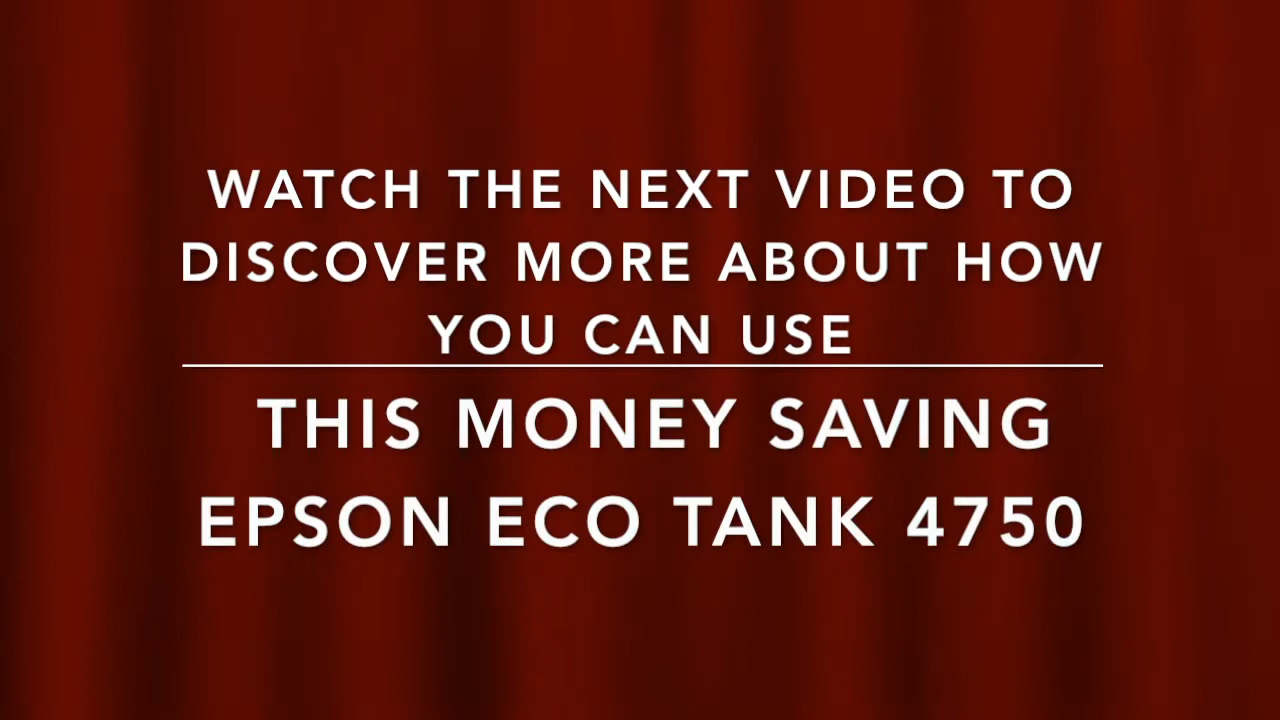 WATCH THE NEXT VIDEO TO
DISCOVER MORE ABOUT HOW
YOU CAN USE
THIS MONEY SAVING
EPSON ECO TANK 4750